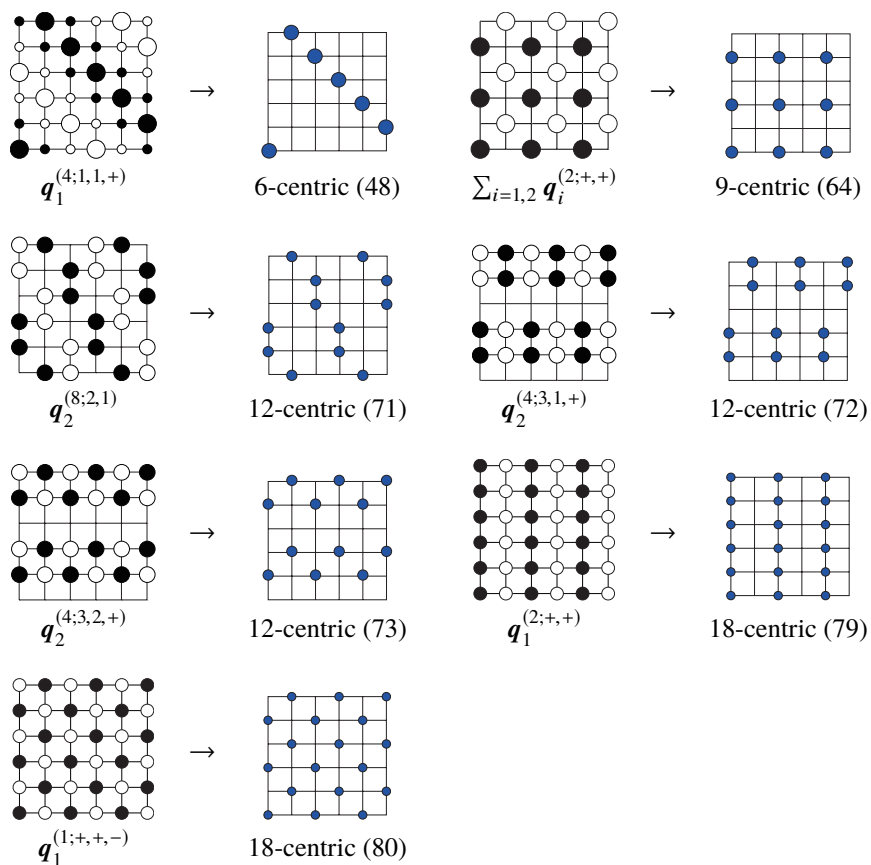 → →
q_1^{(4;1,1,+)} 6-centric (48) ∑_{i=1,2} q_i^{(2;+,+)} 9-centric (64)
→ →
q_2^{(8;2,1)} 12-centric (71) q_2^{(4;3,1,+)} 12-centric (72)
→ →
q_2^{(4;3,2,+)} 12-centric (73) q_1^{(2;+,+)} 18-centric (79)
→
q_1^{(1;+,+,−)} 18-centric (80)